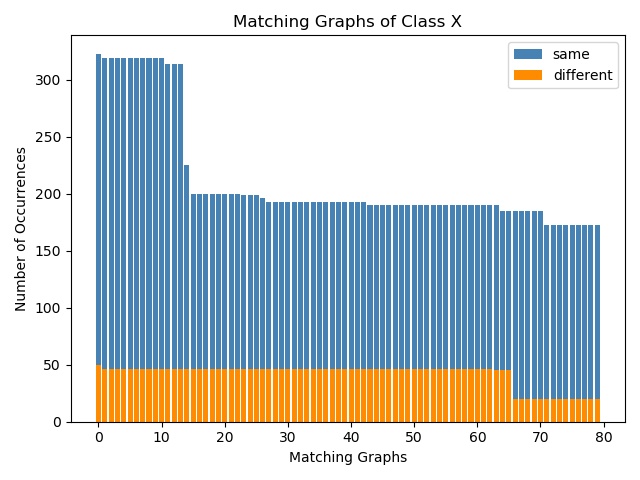 Matching Graphs of Class X
same
different
Number of Occurrences
300
250
200
150
100
50
0
0 10 20 30 40 50 60 70 80
Matching Graphs